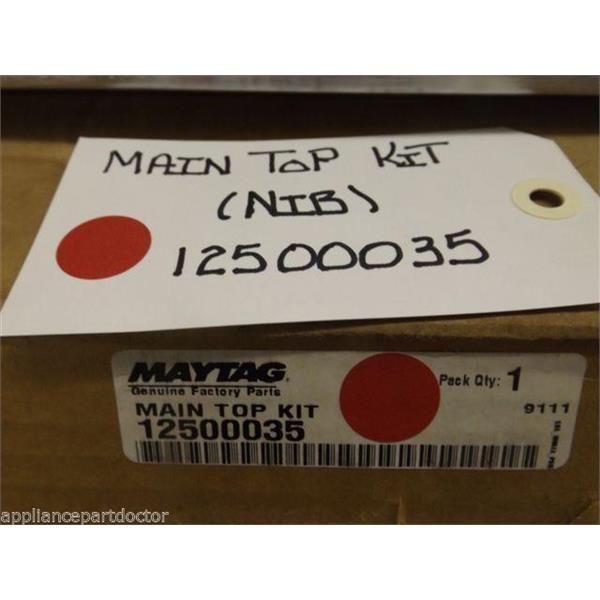 MAIN TOP KIT
(NIB)
12500035
MAYTAG
Pack Qty: 1
Genuine Factory Parts
9111
MAIN TOP KIT
12500035
appliancepartdoctor